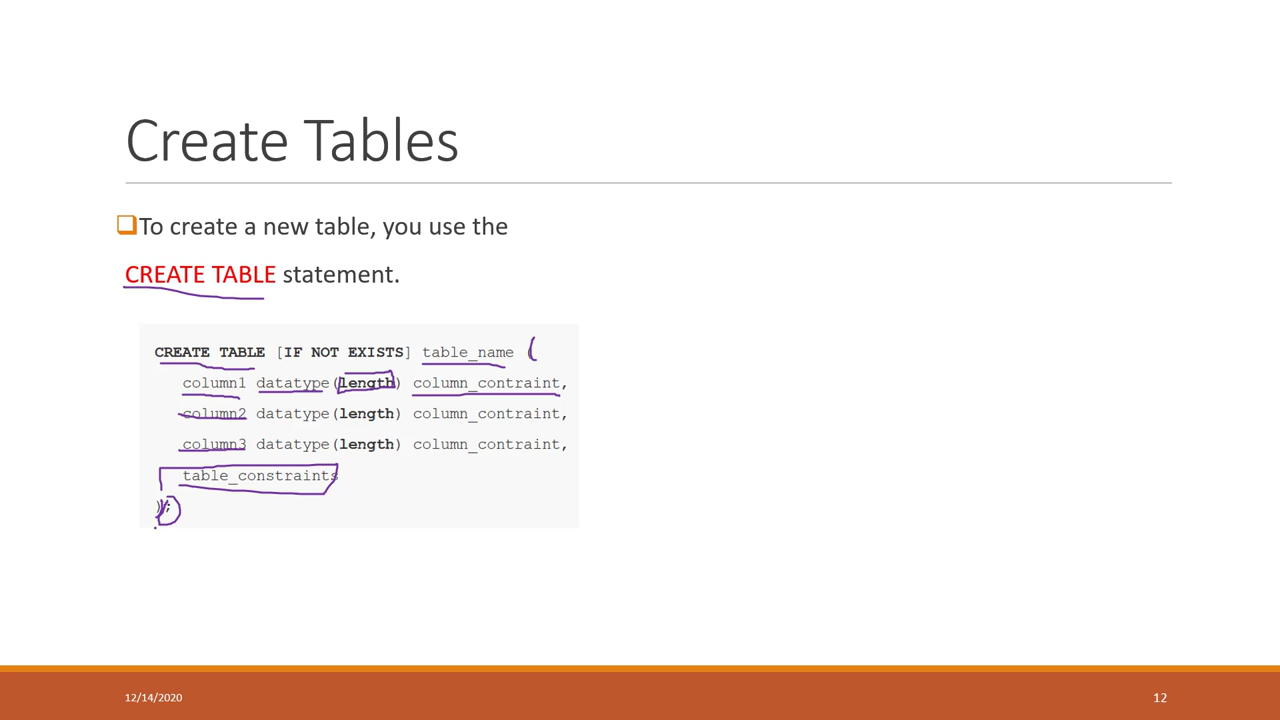 Create Tables
To create a new table, you use the
CREATE TABLE statement.
CREATE TABLE [IF NOT EXISTS] table_name (
column1 datatype(length) column_contraint,
column2 datatype(length) column_contraint,
column3 datatype(length) column_contraint,
table_constraints
);
12/14/2020
12